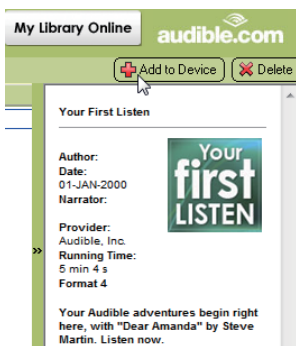 My Library Online
audible.com
Add to Device
Delete
Your First Listen
Your
first
LISTEN
Author:
Date:
01-JAN-2000
Narrator:
Provider:
Audible, Inc.
Running Time:
5 min 4 s
Format 4
»
Your Audible adventures begin right
here, with "Dear Amanda" by Steve
Martin. Listen now.